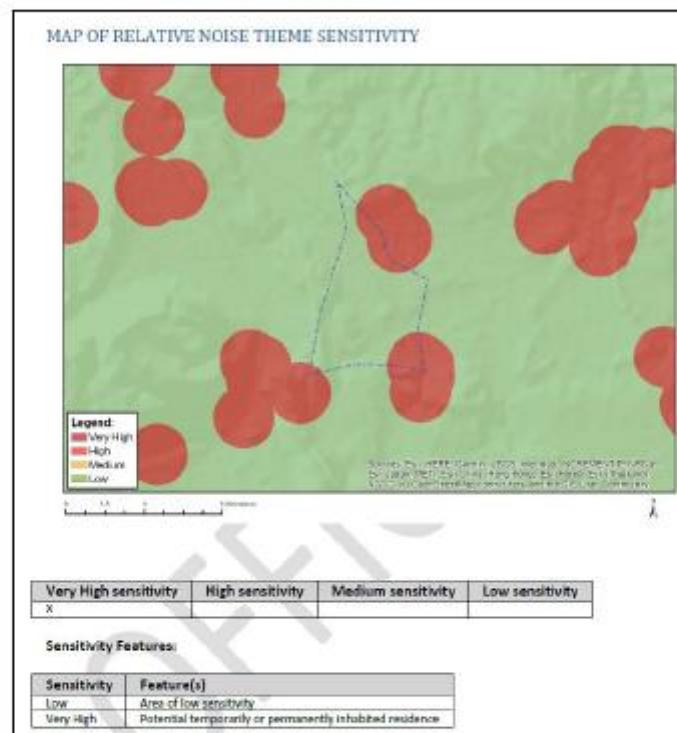 MAP OF RELATIVE NOISE THEME SENSITIVITY
Legend:
Very High
High
Medium
Low
Very High sensitivity High sensitivity Medium sensitivity Low sensitivity
X
Sensitivity Features:
Sensitivity Feature(s)
Low Area of low sensitivity
Very High Potential temporarily or permanently inhabited residence